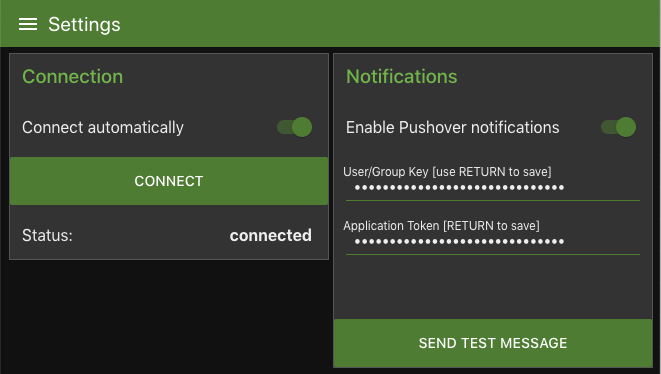 Settings
Connection
Connect automatically
CONNECT
Status: connected
Notifications
Enable Pushover notifications
User/Group Key [use RETURN to save]
••••••••••••••••••••••••••••••
Application Token [RETURN to save]
••••••••••••••••••••••••••••••
SEND TEST MESSAGE